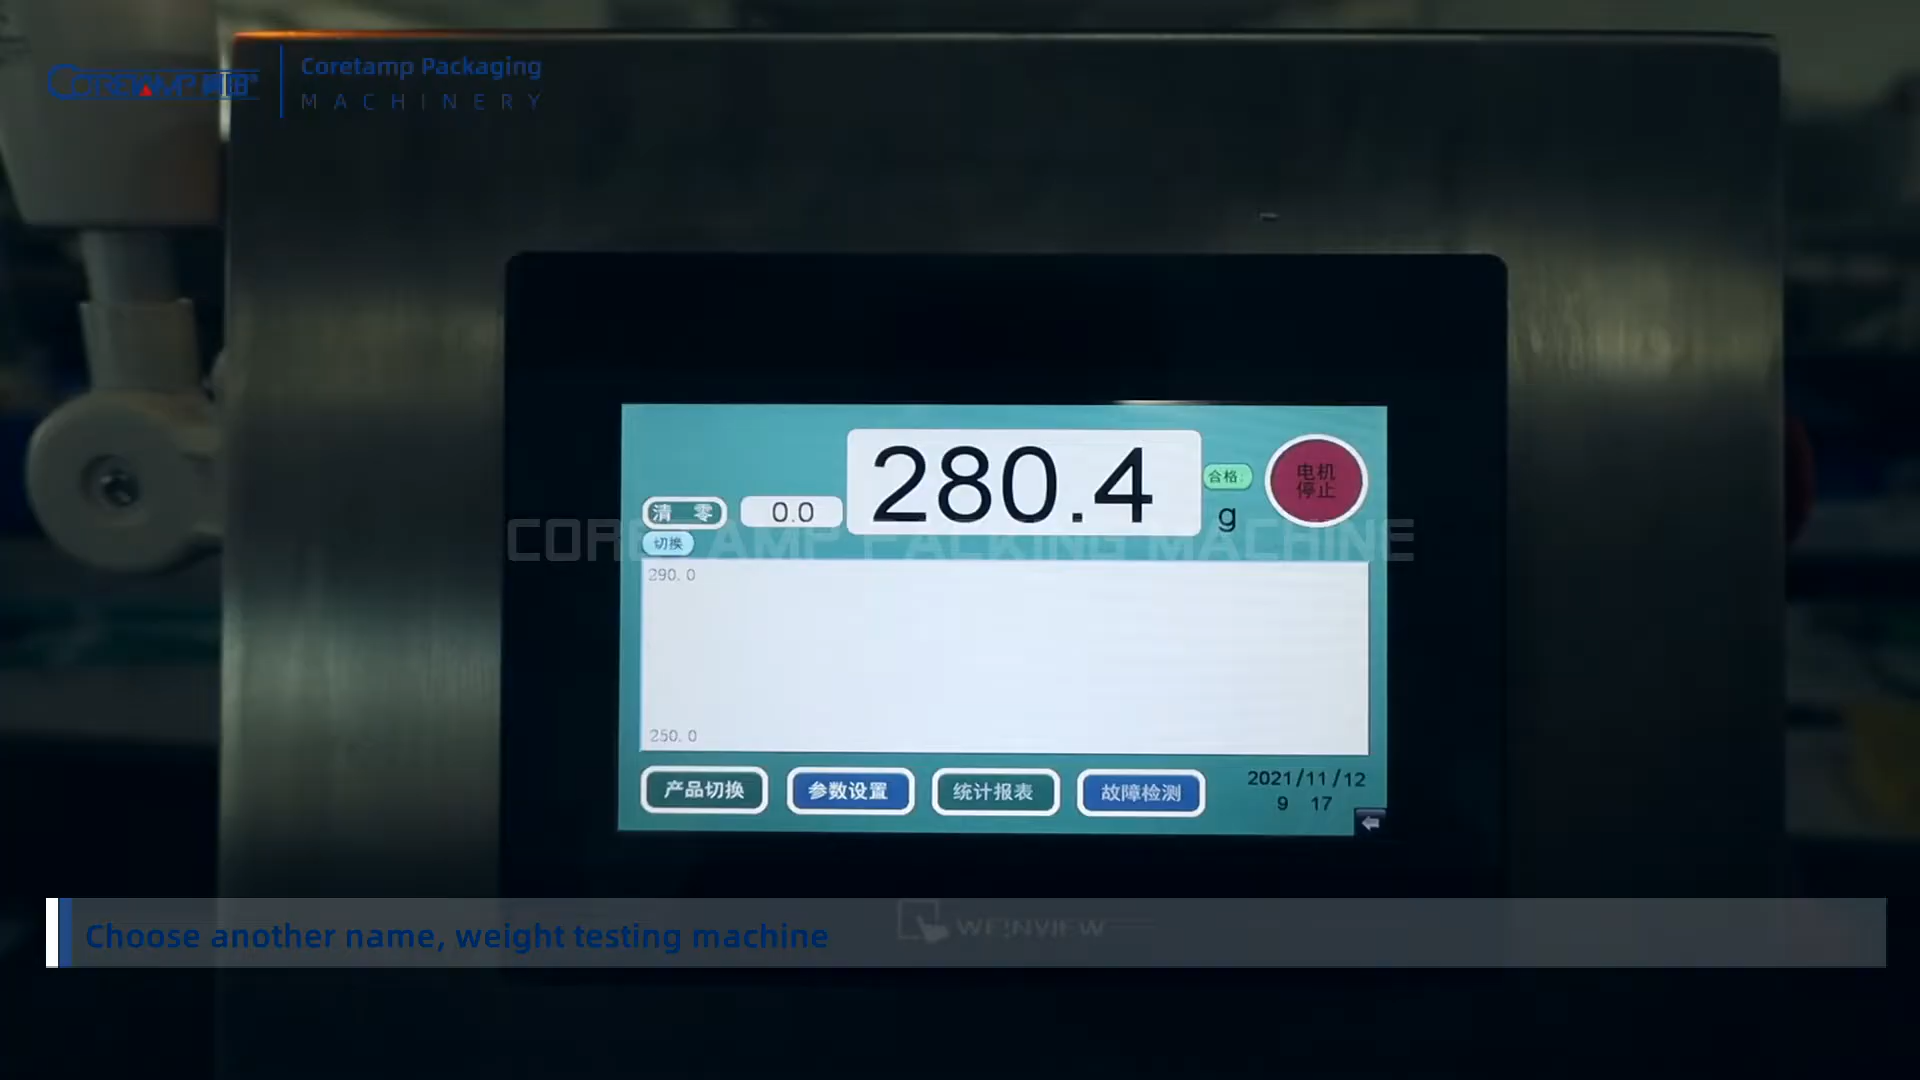 CORETAMP
Coretamp Packaging
MACHINERY
280.4
合格:
电机
停止
清 零
0.0
g
切换
CORETAMP PACKING MACHINE
290.0
250.0
产品切换
参数设置
统计报表
故障检测
2021/11/12
9 17
WEINVIEW
Choose another name, weight testing machine